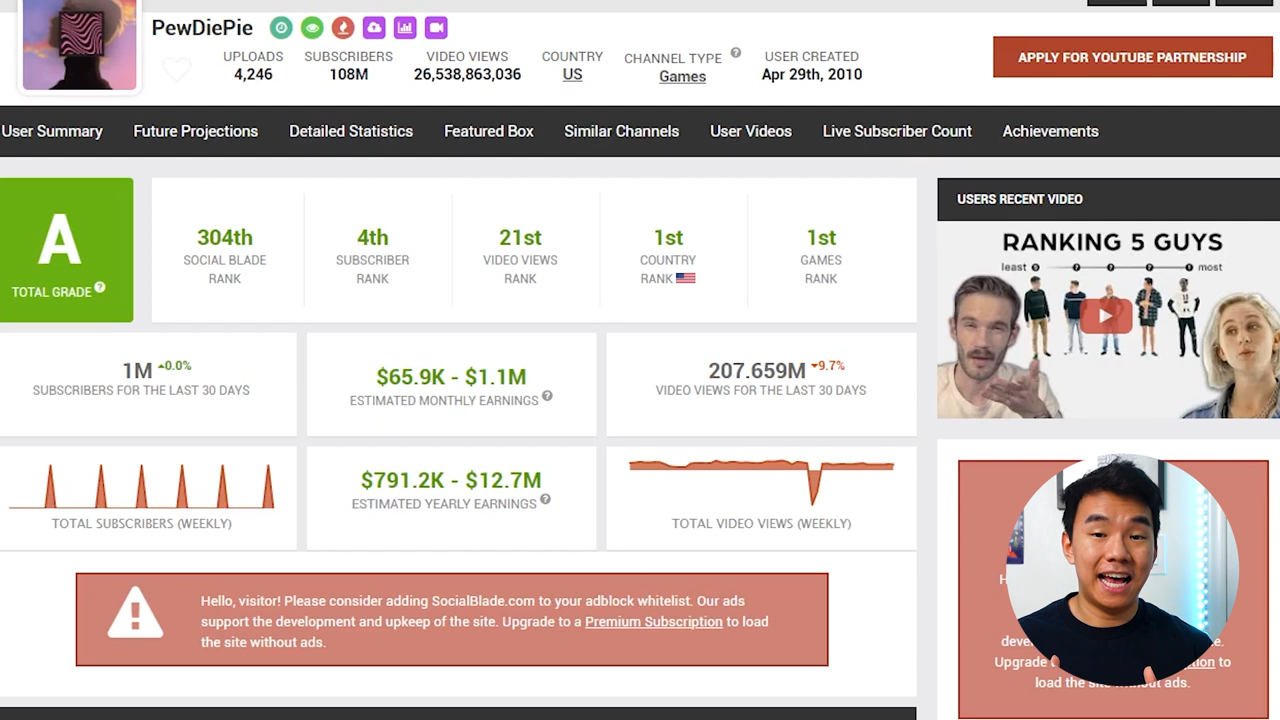 PewDiePie
UPLOADS
4,246
SUBSCRIBERS
108M
VIDEO VIEWS
26,538,863,036
COUNTRY
US
CHANNEL TYPE ?
Games
USER CREATED
Apr 29th, 2010
APPLY FOR YOUTUBE PARTNERSHIP
User Summary
Future Projections
Detailed Statistics
Featured Box
Similar Channels
User Videos
Live Subscriber Count
Achievements
A
TOTAL GRADE ?
304th
SOCIAL BLADE
RANK
4th
SUBSCRIBER
RANK
21st
VIDEO VIEWS
RANK
1st
COUNTRY
RANK
1st
GAMES
RANK
USERS RECENT VIDEO
RANKING 5 GUYS
least
most
1M 0.0%
SUBSCRIBERS FOR THE LAST 30 DAYS
$65.9K - $1.1M
ESTIMATED MONTHLY EARNINGS ?
207.659M 9.7%
VIDEO VIEWS FOR THE LAST 30 DAYS
TOTAL SUBSCRIBERS (WEEKLY)
$791.2K - $12.7M
ESTIMATED YEARLY EARNINGS ?
TOTAL VIDEO VIEWS (WEEKLY)
Hello, visitor! Please consider adding SocialBlade.com to your adblock whitelist. Our ads
support the development and upkeep of the site. Upgrade to a Premium Subscription to load
the site without ads.
Upgrade
to
load the site without ads.